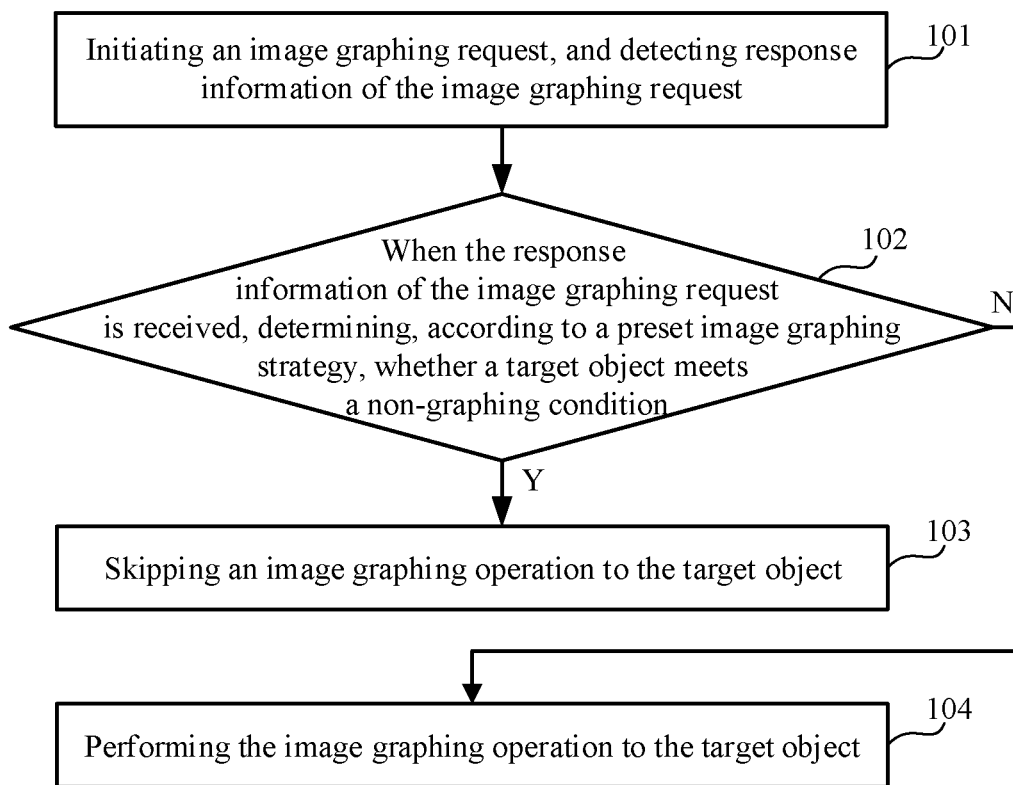 Initiating an image graphing request, and detecting response
information of the image graphing request
101
When the response
information of the image graphing request
is received, determining, according to a preset image graphing
strategy, whether a target object meets
a non-graphing condition
102
N
Y
Skipping an image graphing operation to the target object
103
Performing the image graphing operation to the target object
104